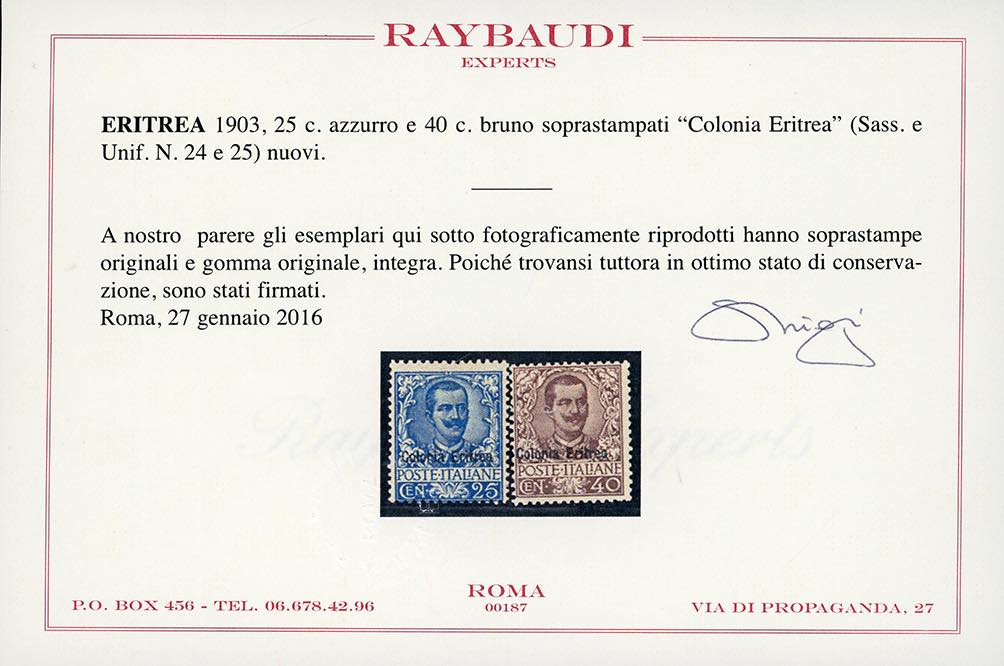 RAYBAUDI
EXPERTS
ERITREA 1903, 25 c. azzurro e 40 c. bruno soprastampati “Colonia Eritrea” (Sass. e
Unif. N. 24 e 25) nuovi.
A nostro parere gli esemplari qui sotto fotograficamente riprodotti hanno soprastampe
originali e gomma originale, integra. Poiché trovansi tuttora in ottimo stato di conserva-
zione, sono stati firmati.
Roma, 27 gennaio 2016
Colonia Eritrea
POSTE·ITALIANE
CEN· 25
Colonia Eritrea
POSTE·ITALIANE
CEN· 40
ROMA
00187
P.O. BOX 456 - TEL. 06.678.42.96
VIA DI PROPAGANDA, 27